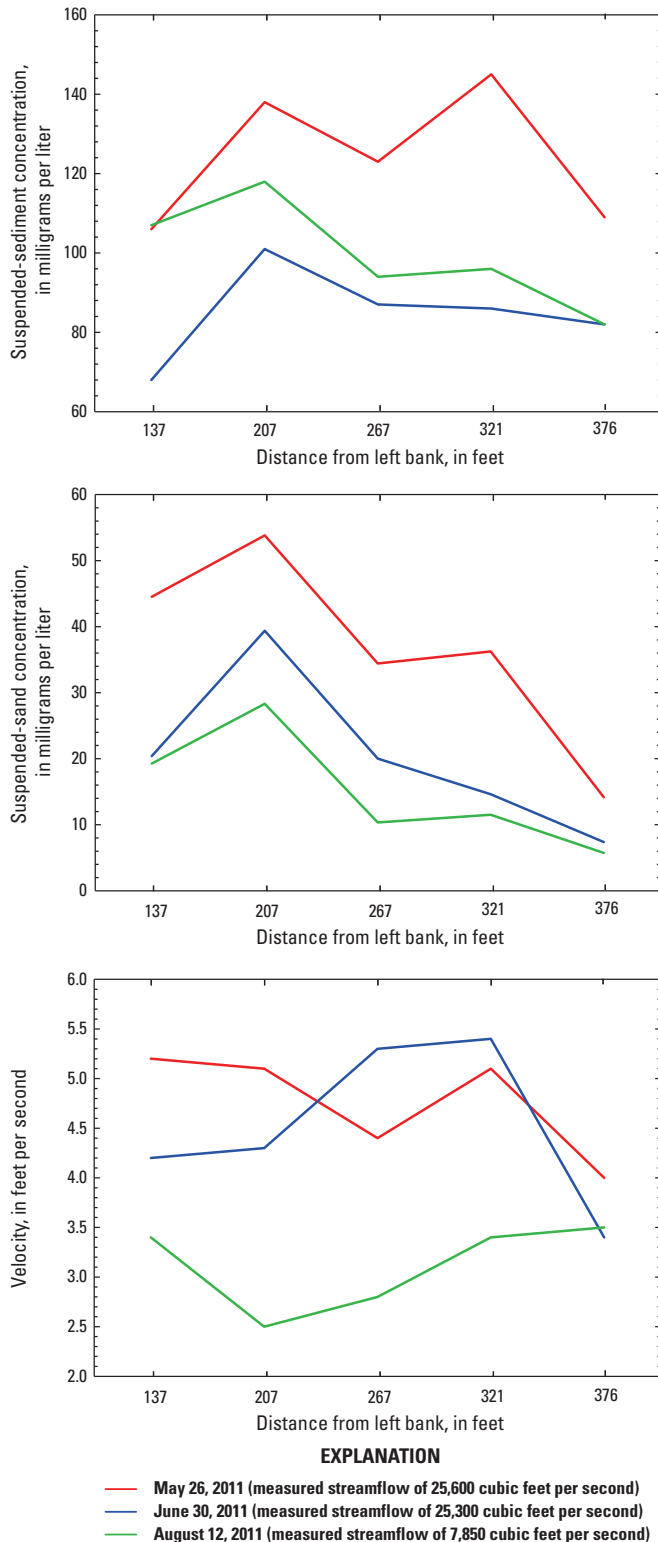 Suspended-sediment concentration,
in milligrams per liter
160
140
120
100
80
60
137 207 267 321 376
Distance from left bank, in feet
Suspended-sand concentration,
in milligrams per liter
60
50
40
30
20
10
0
137 207 267 321 376
Distance from left bank, in feet
Velocity, in feet per second
6.0
5.5
5.0
4.5
4.0
3.5
3.0
2.5
2.0
137 207 267 321 376
Distance from left bank, in feet
EXPLANATION
May 26, 2011 (measured streamflow of 25,600 cubic feet per second)
June 30, 2011 (measured streamflow of 25,300 cubic feet per second)
August 12, 2011 (measured streamflow of 7,850 cubic feet per second)